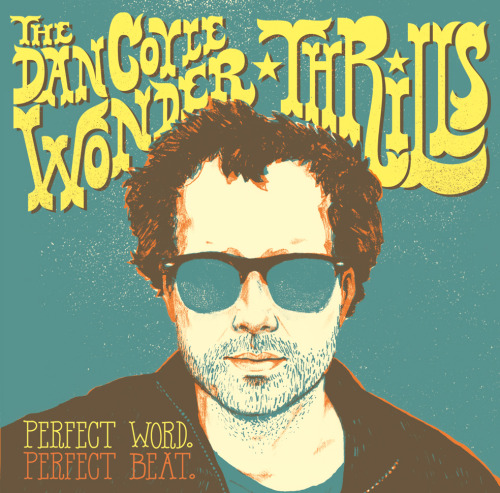 THE
DAN COYLE
WONDER ★ THRILLS
PERFECT WORD.
PERFECT BEAT.